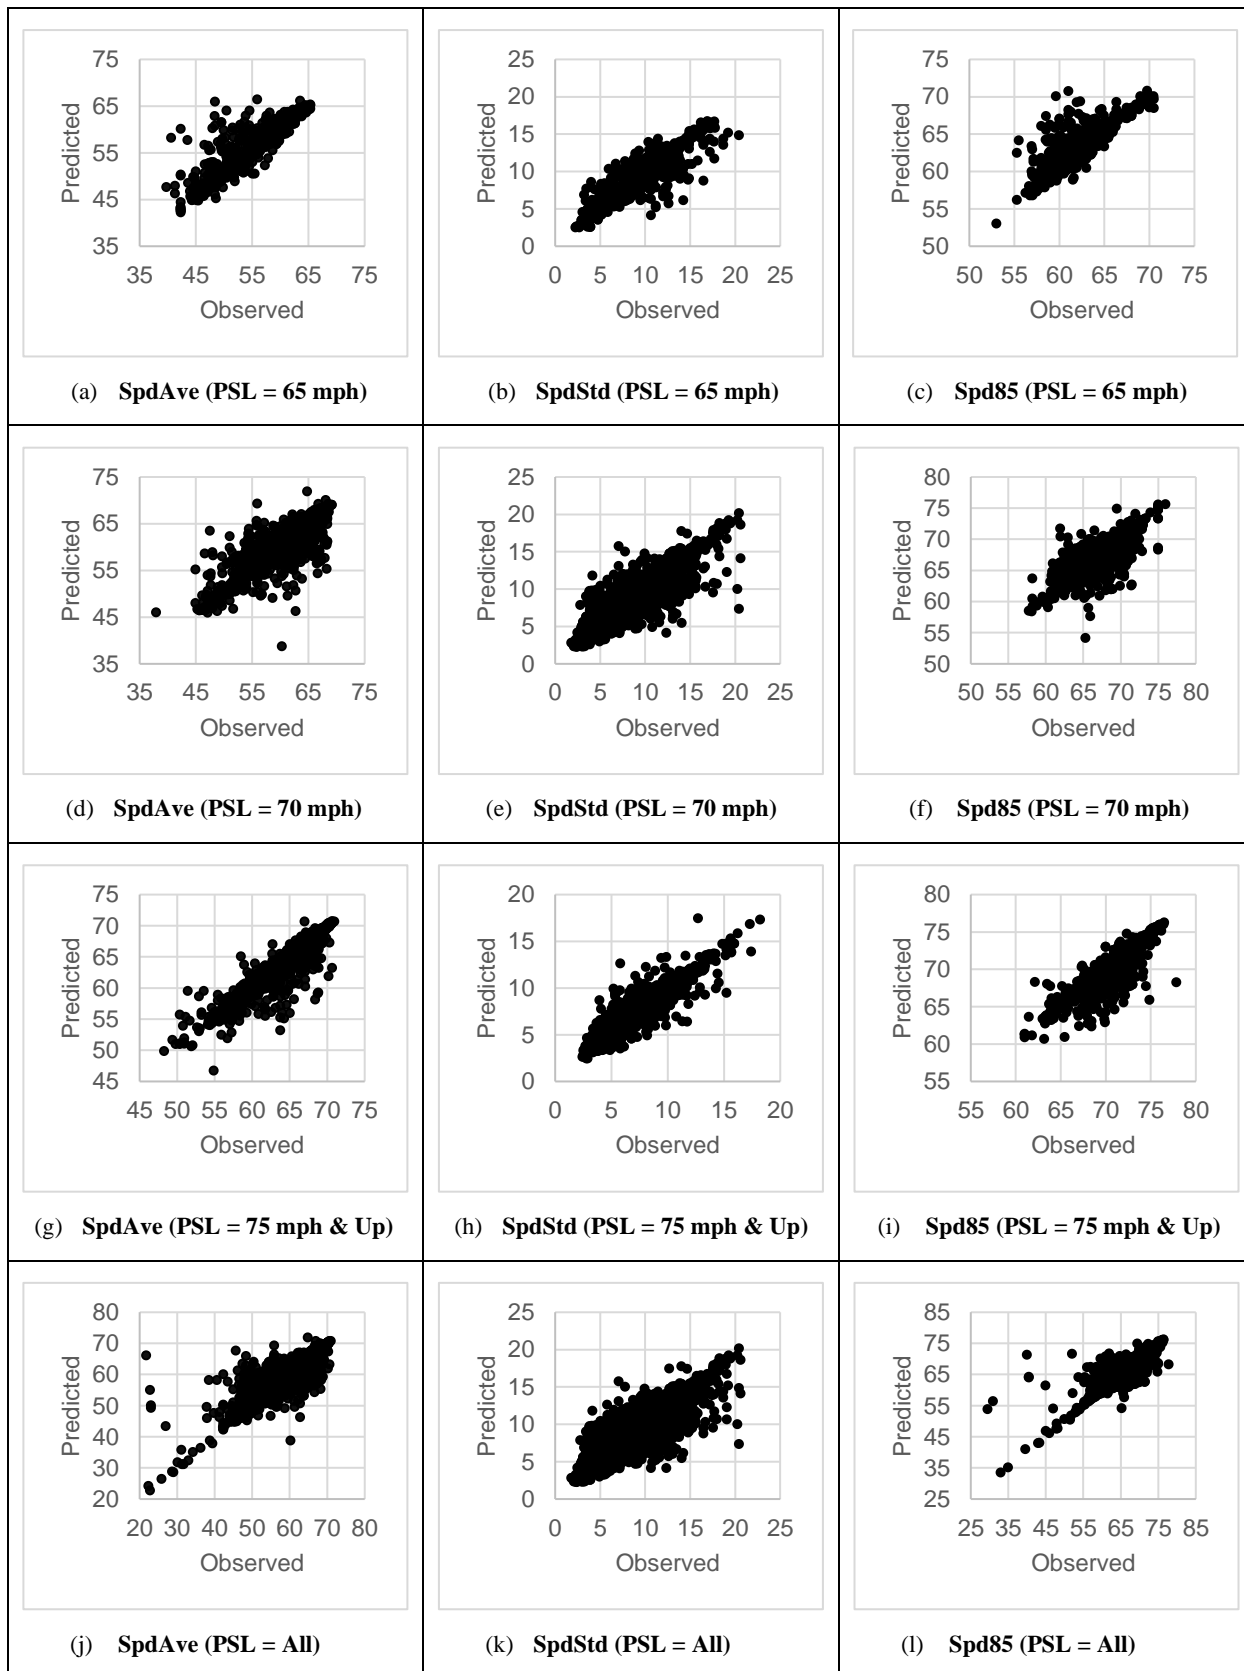 75
65
55
45
35
35 45 55 65 75
Predicted
Observed
(a) SpdAve (PSL = 65 mph)
25
20
15
10
5
0
0 5 10 15 20 25
Predicted
Observed
(b) SpdStd (PSL = 65 mph)
75
70
65
60
55
50
50 55 60 65 70 75
Predicted
Observed
(c) Spd85 (PSL = 65 mph)
75
65
55
45
35
35 45 55 65 75
Predicted
Observed
(d) SpdAve (PSL = 70 mph)
25
20
15
10
5
0
0 5 10 15 20 25
Predicted
Observed
(e) SpdStd (PSL = 70 mph)
80
75
70
65
60
55
50
50 55 60 65 70 75 80
Predicted
Observed
(f) Spd85 (PSL = 70 mph)
75
70
65
60
55
50
45
45 50 55 60 65 70 75
Predicted
Observed
(g) SpdAve (PSL = 75 mph & Up)
20
15
10
5
0
0 5 10 15 20
Predicted
Observed
(h) SpdStd (PSL = 75 mph & Up)
80
75
70
65
60
55
55 60 65 70 75 80
Predicted
Observed
(i) Spd85 (PSL = 75 mph & Up)
80
70
60
50
40
30
20
20 30 40 50 60 70 80
Predicted
Observed
(j) SpdAve (PSL = All)
25
20
15
10
5
0
0 5 10 15 20 25
Predicted
Observed
(k) SpdStd (PSL = All)
85
75
65
55
45
35
25
25 35 45 55 65 75 85
Predicted
Observed
(l) Spd85 (PSL = All)